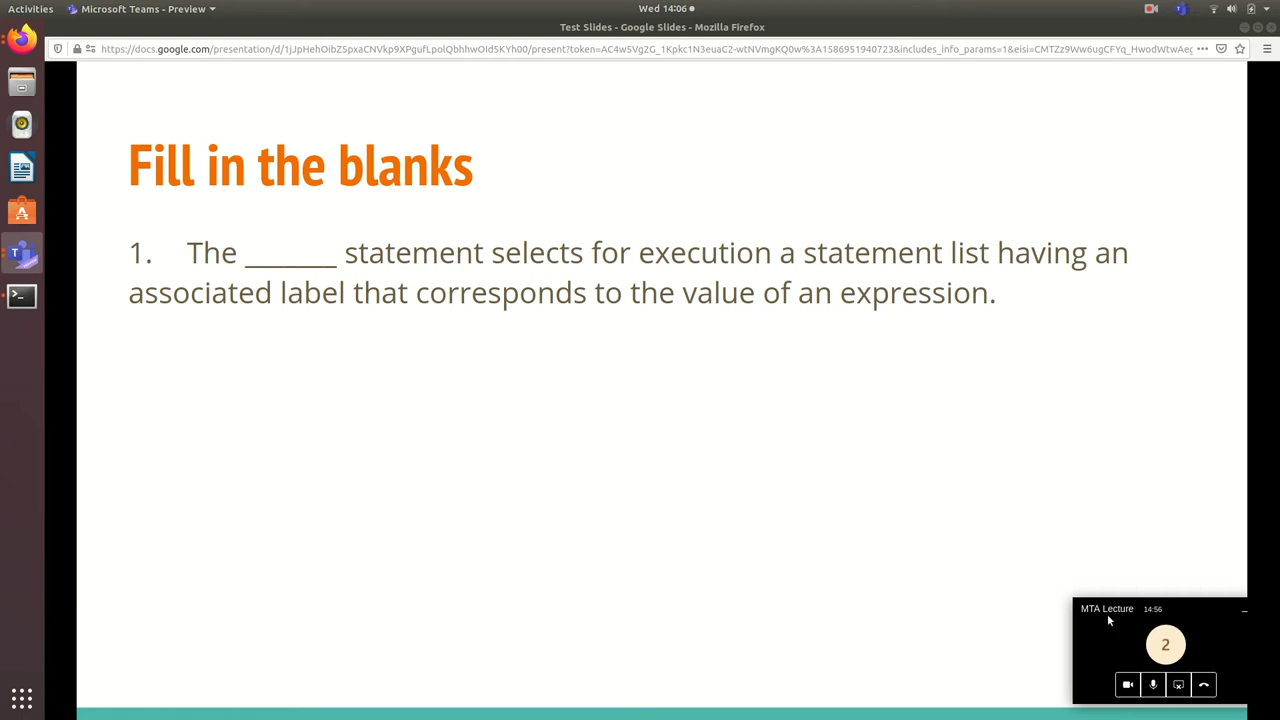 Activities
Microsoft Teams - Preview
Wed 14:06
Test Slides - Google Slides - Mozilla Firefox
Fill in the blanks
1. The _______ statement selects for execution a statement list having an
associated label that corresponds to the value of an expression.
MTA Lecture 14:56
2